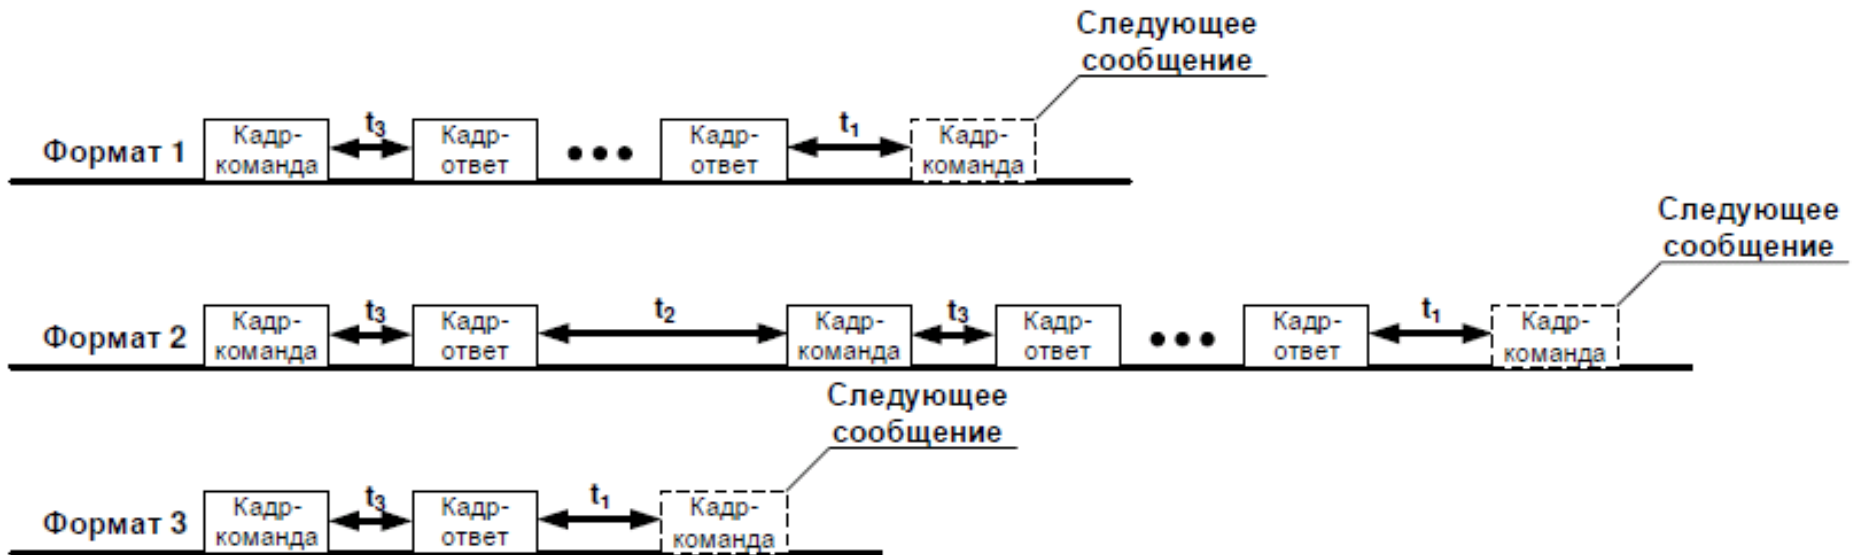 Следующее
сообщение
Формат 1
Кадр-
команда
t3
Кадр-
ответ
•••
Кадр-
ответ
t1
Кадр-
команда
Следующее
сообщение
Формат 2
Кадр-
команда
t3
Кадр-
ответ
t2
Кадр-
команда
t3
Кадр-
ответ
•••
Кадр-
ответ
t1
Кадр-
команда
Следующее
сообщение
Формат 3
Кадр-
команда
t3
Кадр-
ответ
t1
Кадр-
команда